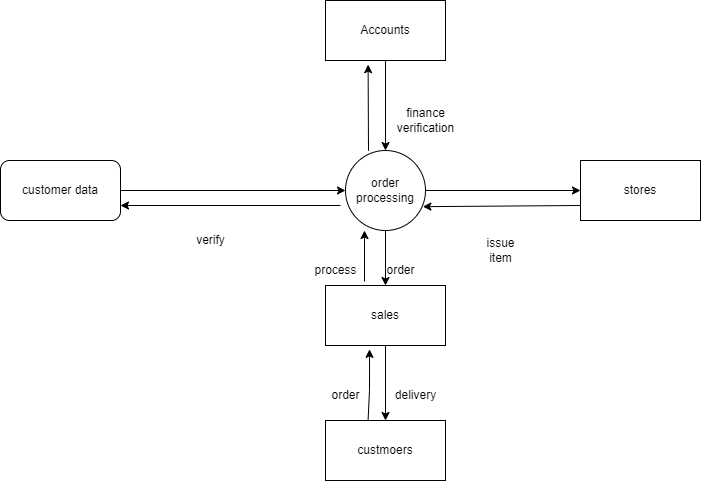 Accounts
finance
verification
customer data
order
processing
stores
verify
issue
item
process
order
sales
order
delivery
custmoers